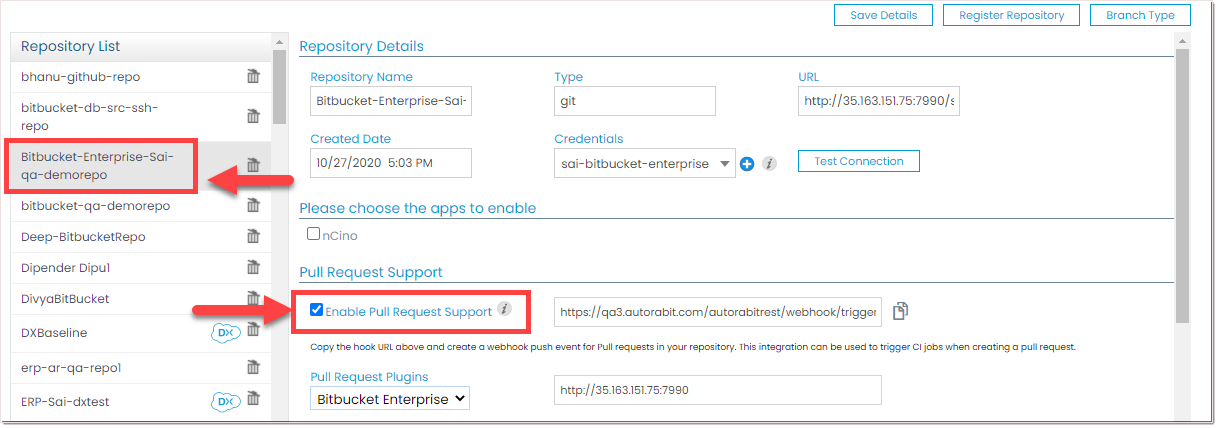 Save Details
Register Repository
Branch Type
Repository List
bhanu-github-repo
bitbucket-db-src-ssh-
repo
Bitbucket-Enterprise-Sai-
qa-demorepo
bitbucket-qa-demorepo
Deep-BitbucketRepo
Dipender Dipu1
DivyaBitBucket
DXBaseline
DX
erp-ar-qa-repo1
ERP-Sai-dxtest
DX
Repository Details
Repository Name
Type
URL
Bitbucket-Enterprise-Sai-
git
http://35.163.151.75:7990/s
Created Date
Credentials
10/27/2020 5:03 PM
sai-bitbucket-enterprise
i
Test Connection
Please choose the apps to enable
nCino
Pull Request Support
Enable Pull Request Support
i
https://qa3.autorabit.com/autorabitrest/webhook/trigger
Copy the hook URL above and create a webhook push event for Pull requests in your repository. This integration can be used to trigger CI jobs when creating a pull request.
Pull Request Plugins
Bitbucket Enterprise
http://35.163.151.75:7990